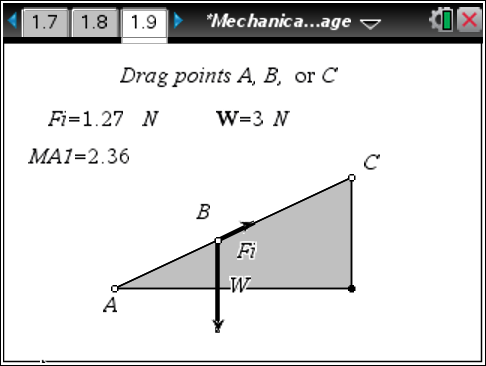 1.7 1.8 1.9 *Mechanica...age
Drag points A, B, or C
Fi=1.27 N W=3 N
MA1=2.36
C
B
Fi
W
A